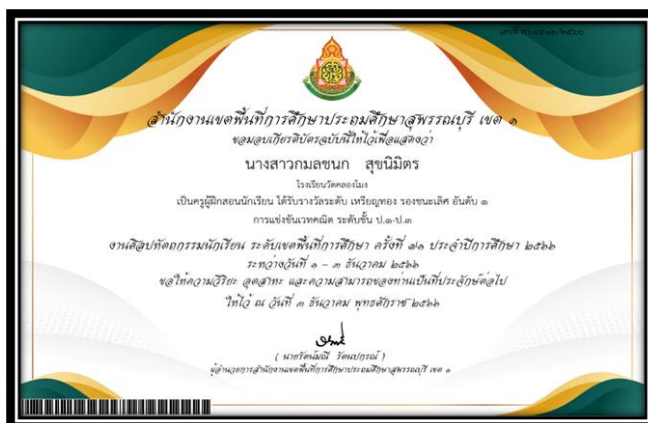 สำนักงานเขตพื้นที่การศึกษาประถมศึกษาสุพรรณบุรี เขต ๑
ขอมอบเกียรติบัตรฉบับนี้ให้ไว้เพื่อแสดงว่า
นางสาวกมลชนก สุขนิมิตร
โรงเรียนวัดคลองโมง
เป็นครูผู้ฝึกสอนนักเรียน ได้รับรางวัลระดับ เหรียญทอง รองชนะเลิศ อันดับ ๑
การแข่งขันเวทคณิต ระดับชั้น ป.๑-ป.๓
งานศิลปหัตถกรรมนักเรียน ระดับเขตพื้นที่การศึกษา ครั้งที่ ๗๑ ประจำปีการศึกษา ๒๕๖๖
ระหว่างวันที่ ๑ - ๓ ธันวาคม ๒๕๖๖
ขอให้ความวิริยะ อุตสาหะ และความสามารถของท่านเป็นที่ประจักษ์ต่อไป
ให้ไว้ ณ วันที่ ๓ ธันวาคม พุทธศักราช ๒๕๖๖
( นายรัตน์มณี รัตนปกรณ์ )
ผู้อำนวยการสำนักงานเขตพื้นที่การศึกษาประถมศึกษาสุพรรณบุรี เขต ๑